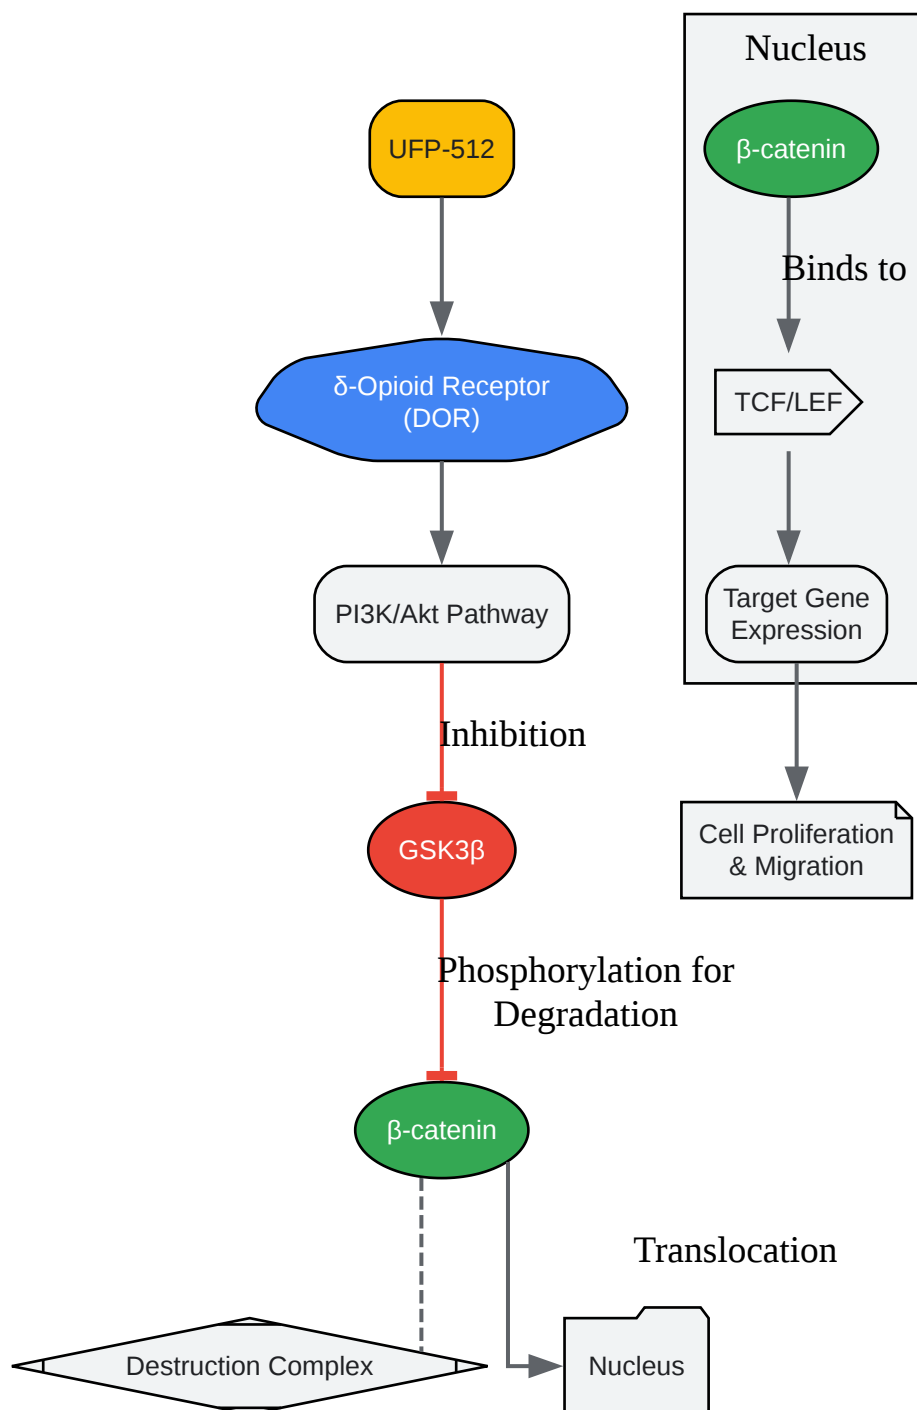 Nucleus
UFP-512
β-catenin
Binds to
δ-Opioid Receptor
(DOR)
TCF/LEF
PI3K/Akt Pathway
Target Gene
Expression
Inhibition
GSK3β
Cell Proliferation
& Migration
Phosphorylation for
Degradation
β-catenin
Translocation
Destruction Complex
Nucleus